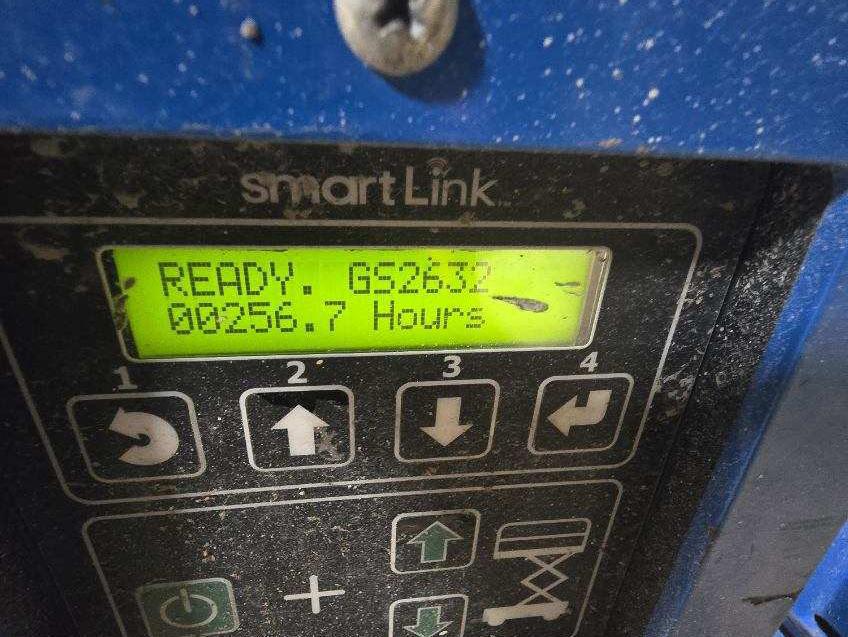 smartLink
READY. GS2632
00256.7 Hours
1 2 3 4